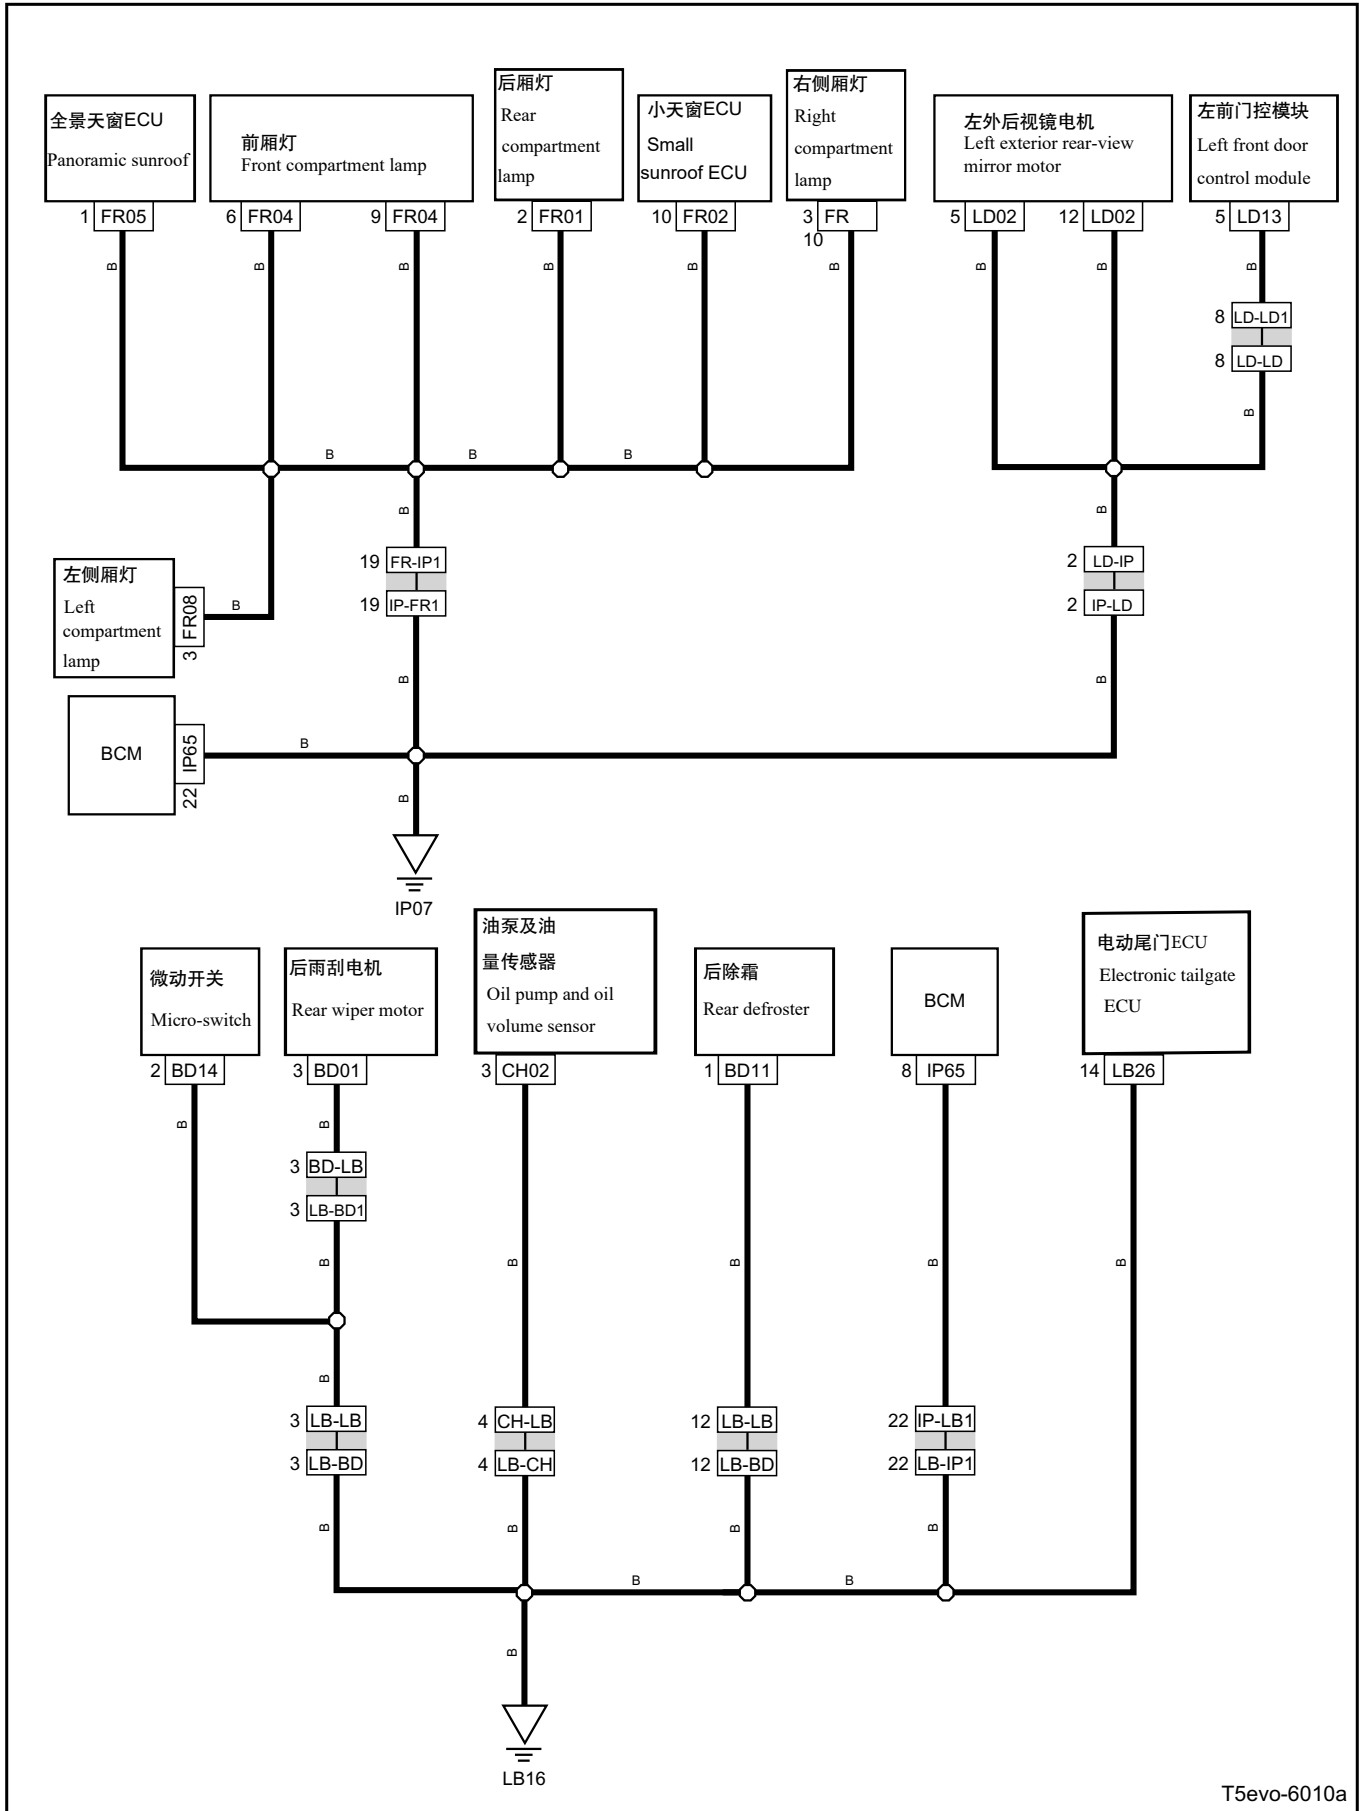 全景天窗ECU
Panoramic sunroof
1 FR05
前厢灯
Front compartment lamp
6 FR04
9 FR04
后厢灯
Rear
compartment
lamp
2 FR01
小天窗ECU
Small
sunroof ECU
10 FR02
右侧厢灯
Right
compartment
lamp
3 FR
10
左外后视镜电机
Left exterior rear-view
mirror motor
5 LD02
12 LD02
左前门控模块
Left front door
control module
5 LD13
B
B
B
B
B
B
B
B
B
8 LD-LD1
8 LD-LD
B
B
B
B
B
B
19 FR-IP1
19 IP-FR1
2 LD-IP
2 IP-LD
左侧厢灯
Left
compartment
lamp
3 FR08
B
B
B
BCM
22 IP65
B
B
IP07
微动开关
Micro-switch
2 BD14
后雨刮电机
Rear wiper motor
3 BD01
油泵及油
量传感器
Oil pump and oil
volume sensor
3 CH02
后除霜
Rear defroster
1 BD11
BCM
8 IP65
电动尾门ECU
Electronic tailgate
ECU
14 LB26
B
B
3 BD-LB
3 LB-BD1
B
B
B
B
B
B
3 LB-LB
3 LB-BD
4 CH-LB
4 LB-CH
12 LB-LB
12 LB-BD
22 IP-LB1
22 LB-IP1
B
B
B
B
B
B
B
LB16
T5evo-6010a